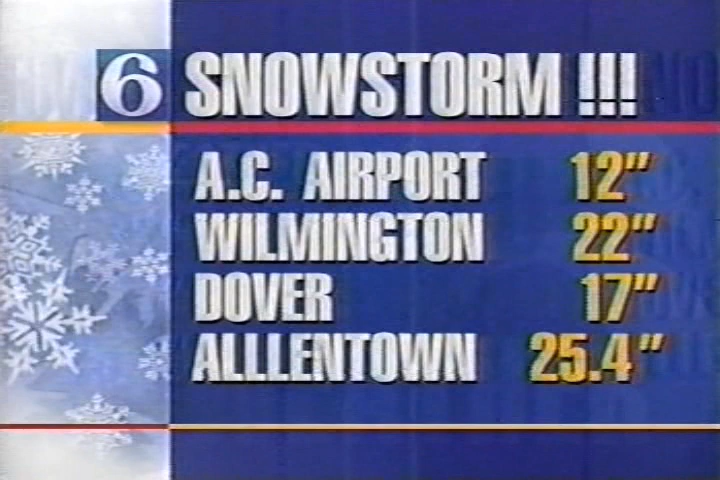 6 SNOWSTORM !!!
A.C. AIRPORT 12"
WILMINGTON 22"
DOVER 17"
ALLLENTOWN 25.4"